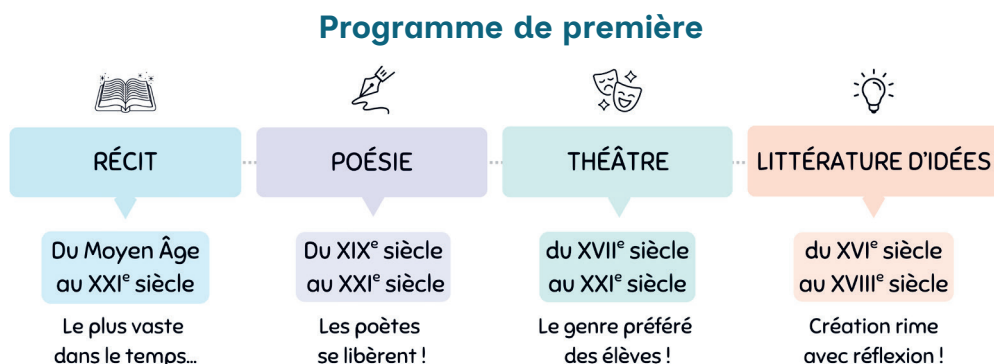 Programme de première
RÉCIT
Du Moyen Âge
au XXIe siècle
Le plus vaste
dans le temps...
POÉSIE
Du XIXe siècle
au XXIe siècle
Les poètes
se libèrent !
THÉÂTRE
du XVIIe siècle
au XXIe siècle
Le genre préféré
des élèves !
LITTÉRATURE D'IDÉES
du XVIe siècle
au XVIIIe siècle
Création rime
avec réflexion !